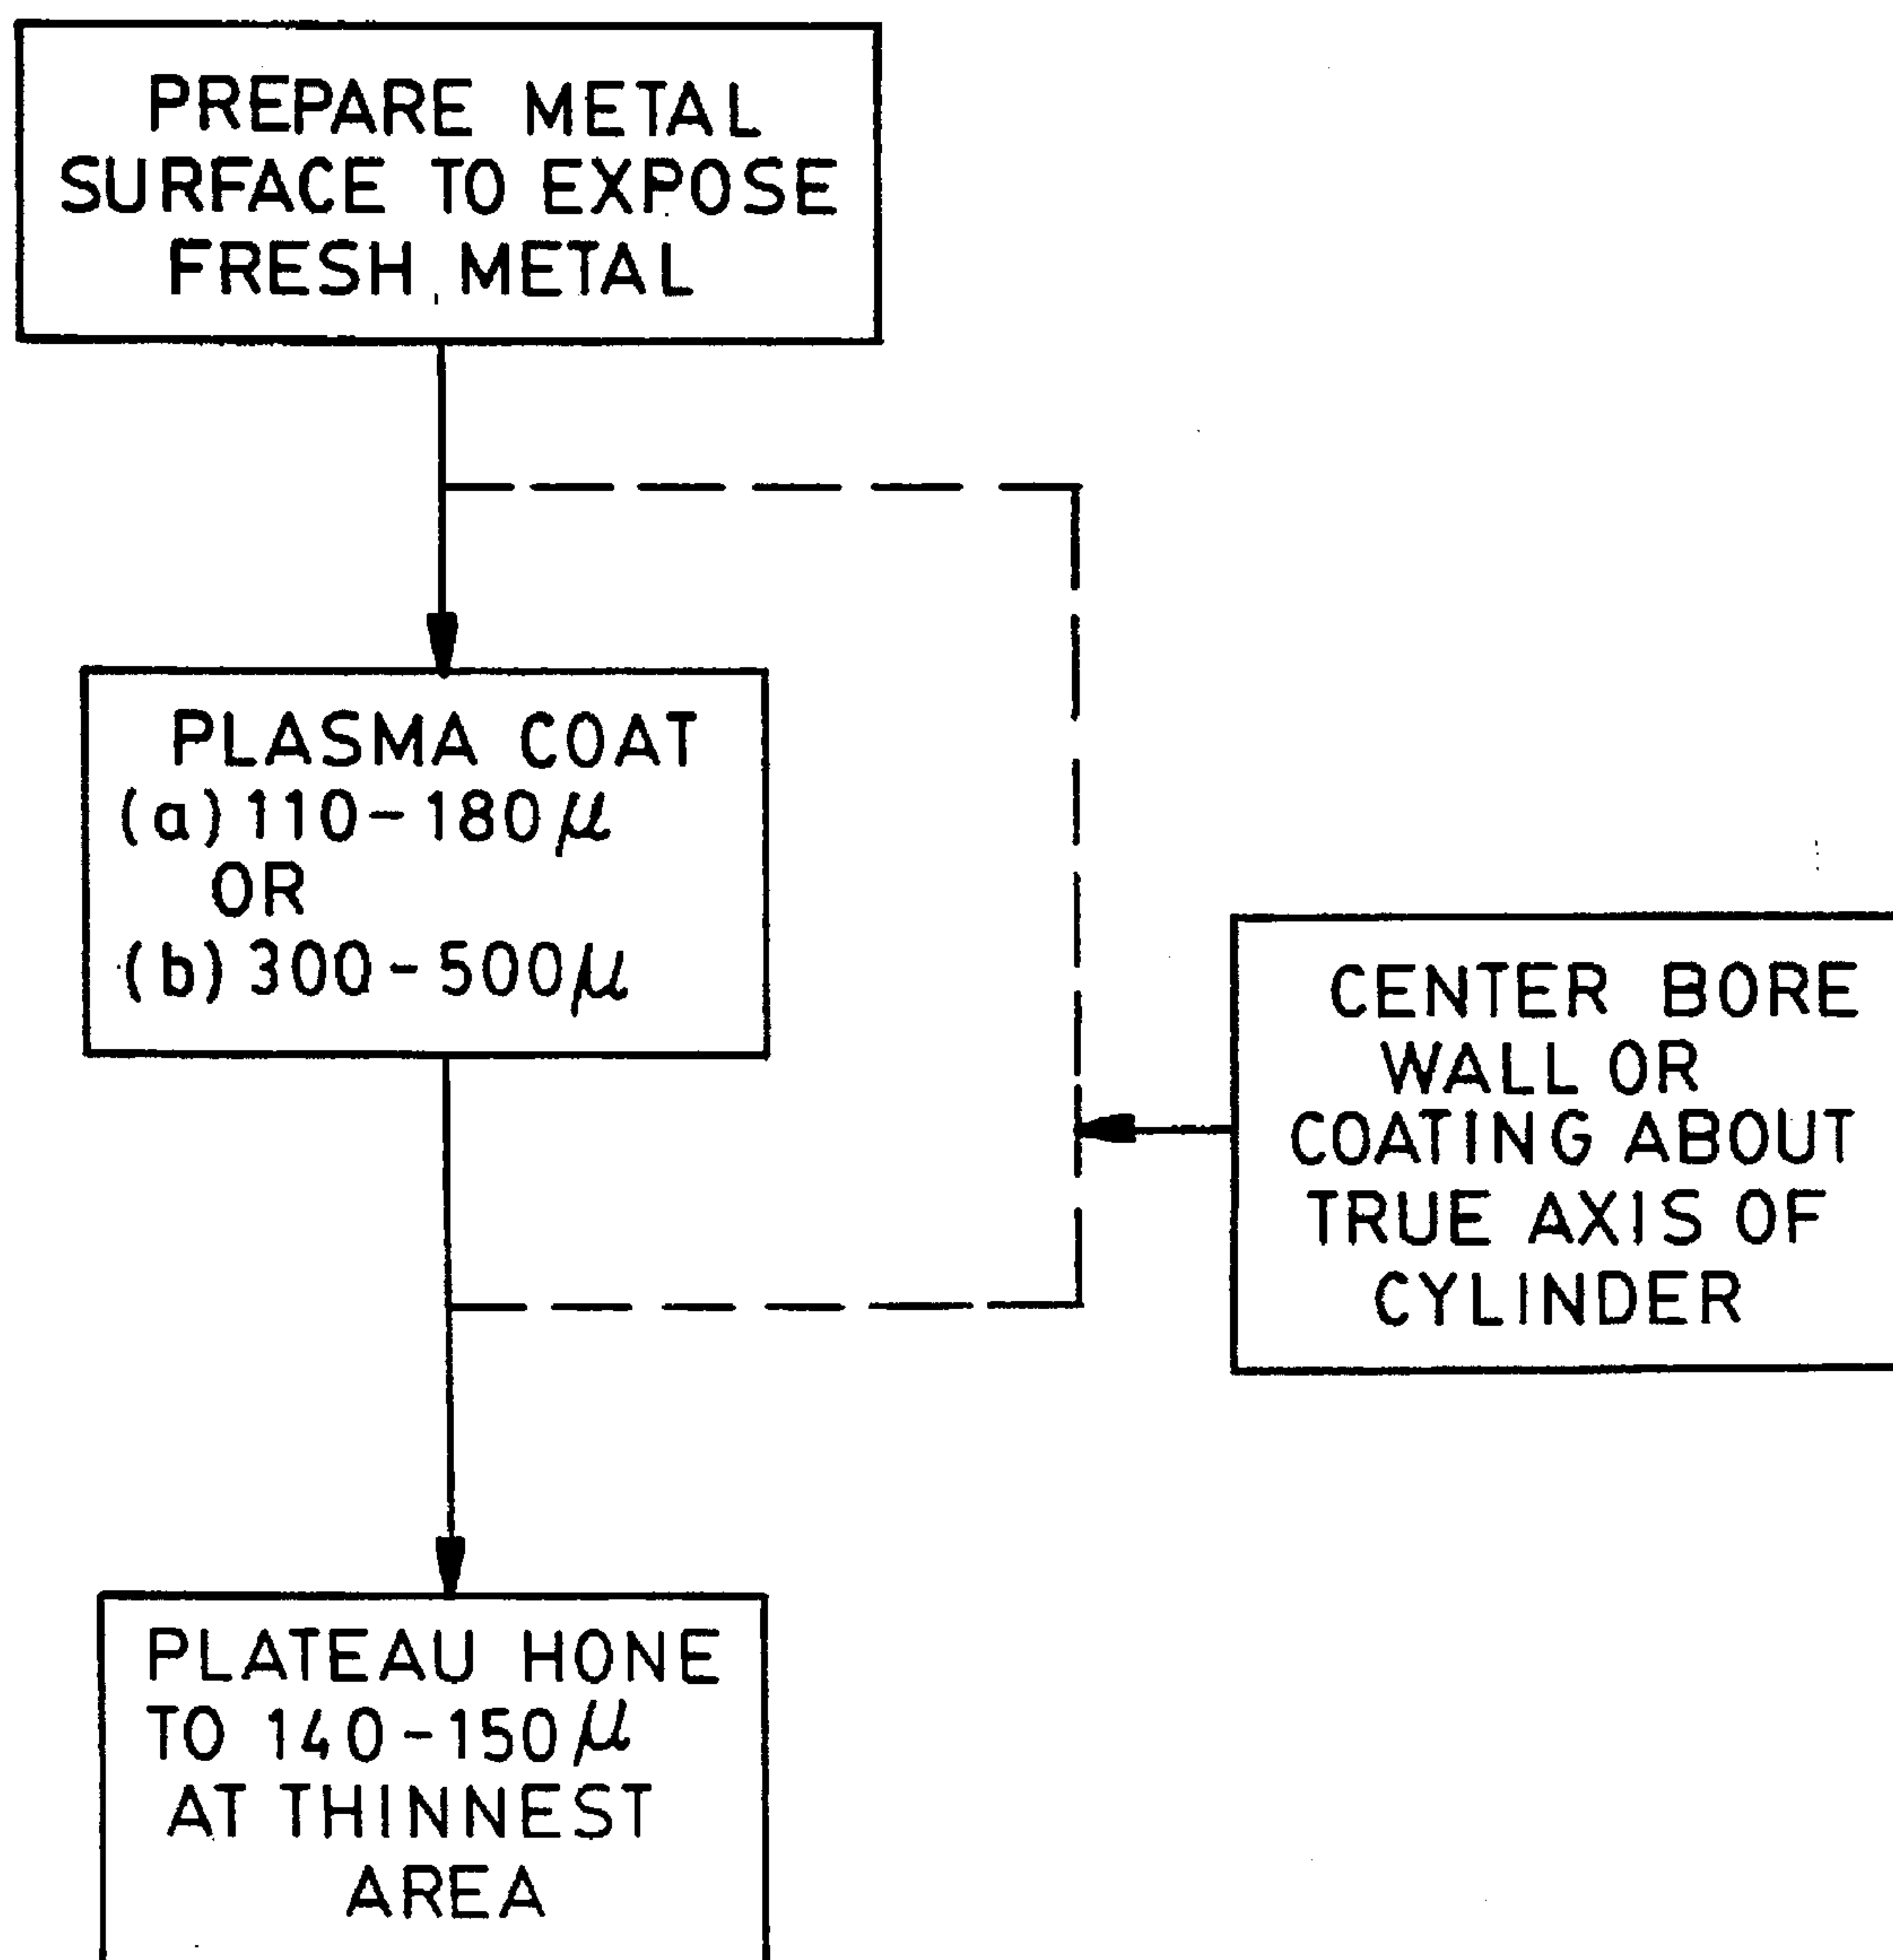 PREPARE METAL
SURFACE TO EXPOSE
FRESH METAL
PLASMA COAT
(a) 110-180μ
OR
(b) 300-500μ
CENTER BORE
WALL OR
COATING ABOUT
TRUE AXIS OF
CYLINDER
PLATEAU HONE
TO 140-150μ
AT THINNEST
AREA